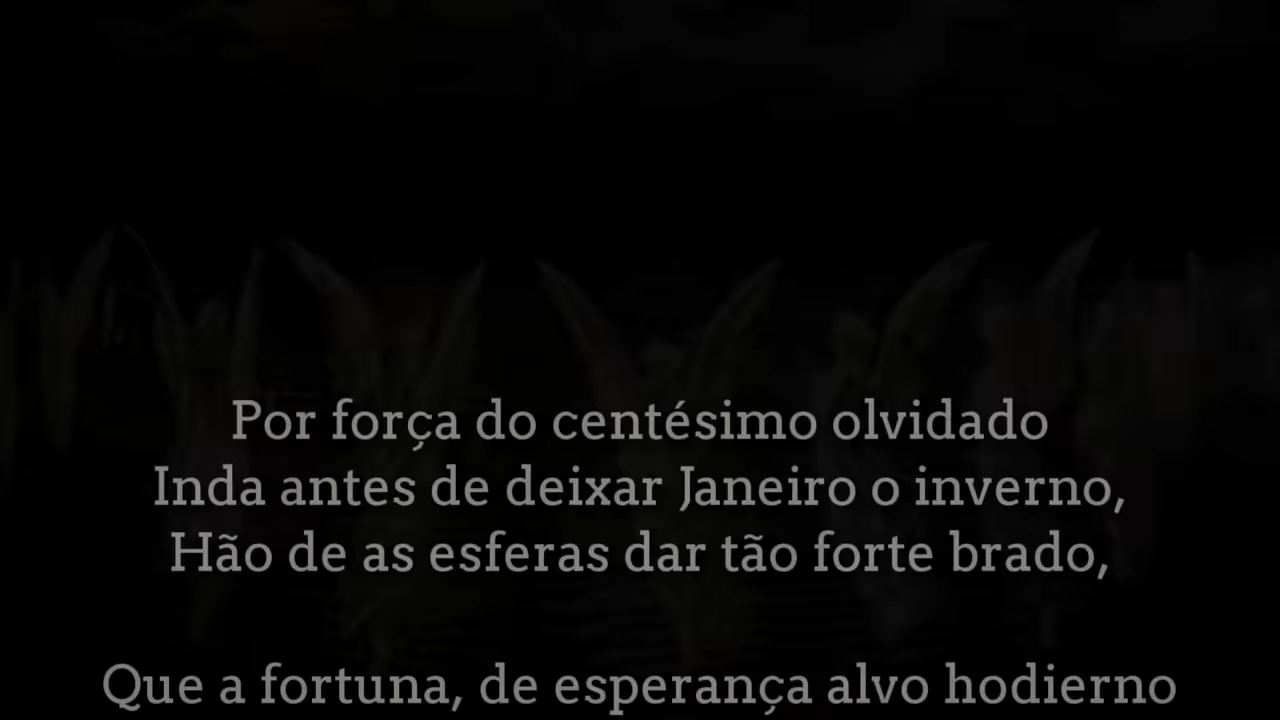 Por força do centésimo olvidado
Inda antes de deixar Janeiro o inverno,
Hão de as esferas dar tão forte brado,
Que a fortuna, de esperança alvo hodierno